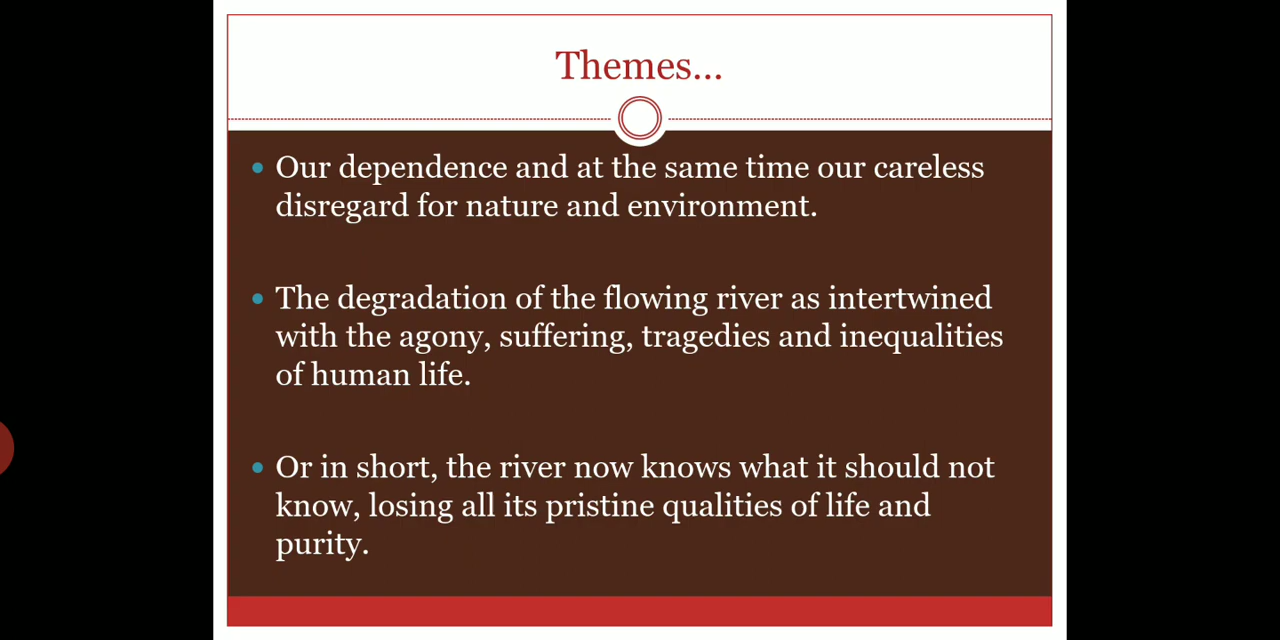 Themes...
Our dependence and at the same time our careless
disregard for nature and environment.
The degradation of the flowing river as intertwined
with the agony, suffering, tragedies and inequalities
of human life.
Or in short, the river now knows what it should not
know, losing all its pristine qualities of life and
purity.